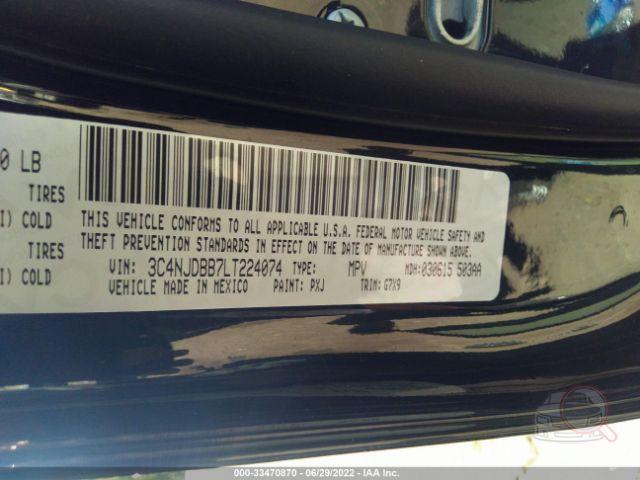 0 LB
TIRES
I) COLD
TIRES
I) COLD
THIS VEHICLE CONFORMS TO ALL APPLICABLE U.S.A. FEDERAL MOTOR VEHICLE SAFETY AND
THEFT PREVENTION STANDARDS IN EFFECT ON THE DATE OF MANUFACTURE SHOWN ABOVE.
VIN: 3C4NJDBB7LT224074 TYPE: MPV MDH:030615 503AA
VEHICLE MADE IN MEXICO PAINT: PXJ TRIM: G7X9
000-33470870 06/29/2022 - IAA Inc.